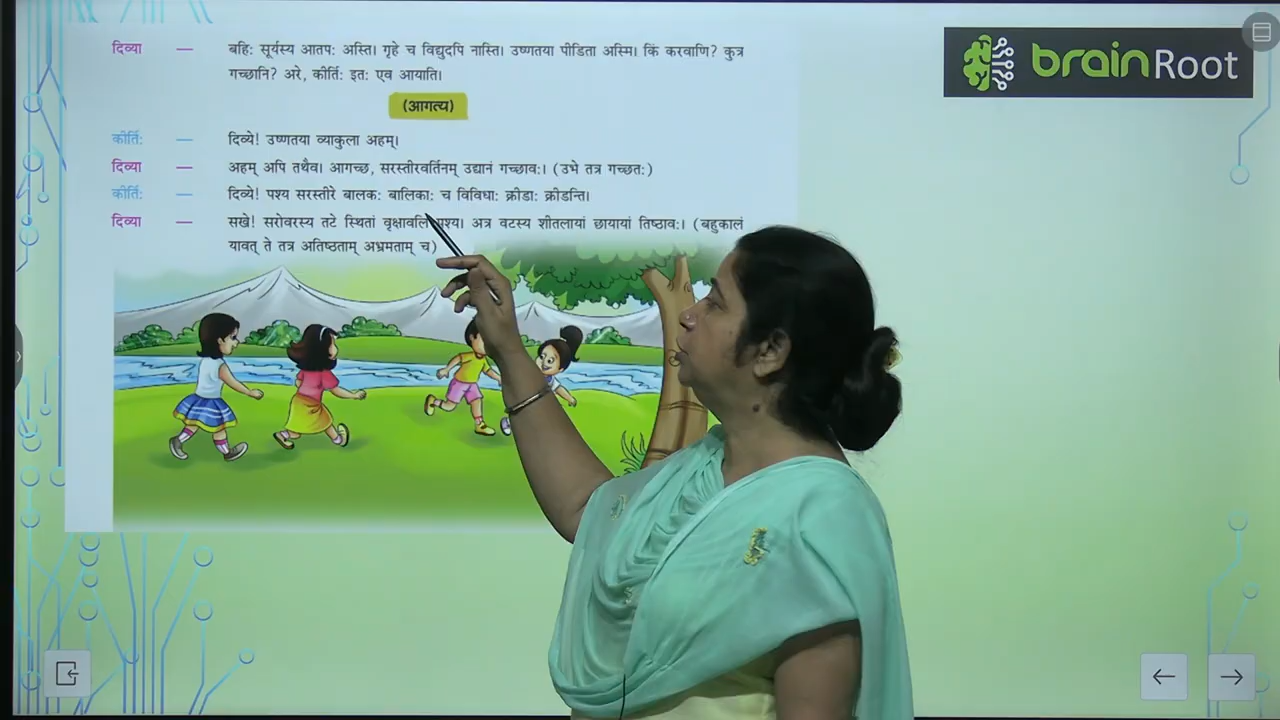 दिव्या — बहि: सूर्यस्य आतप: अस्ति। गृहे च विद्युदपि नास्ति। उष्णतया पीडिता अस्मि। किं करवाणि? कुत्र
गच्छानि? अरे, कीर्ति: इत: एव आयाति।
(आगत्य)
कीर्ति: — दिव्ये! उष्णतया व्याकुला अहम्।
दिव्या — अहम् अपि तथैव। आगच्छ, सरस्तीरवर्तिनम् उद्यानं गच्छाव:। (उभे तत्र गच्छत:)
कीर्ति: — दिव्ये! पश्य सरस्तीरे बालक: बालिका: च विविधा: क्रीडा: क्रीडन्ति।
दिव्या — सखे! सरोवरस्य तटे स्थितां अत्र वटस्य शीतलायां छायायां तिष्ठाव:। (बहुकालं
यावत् ते तत्र अतिष्ठताम् अभ्रमताम् च)
brainRoot